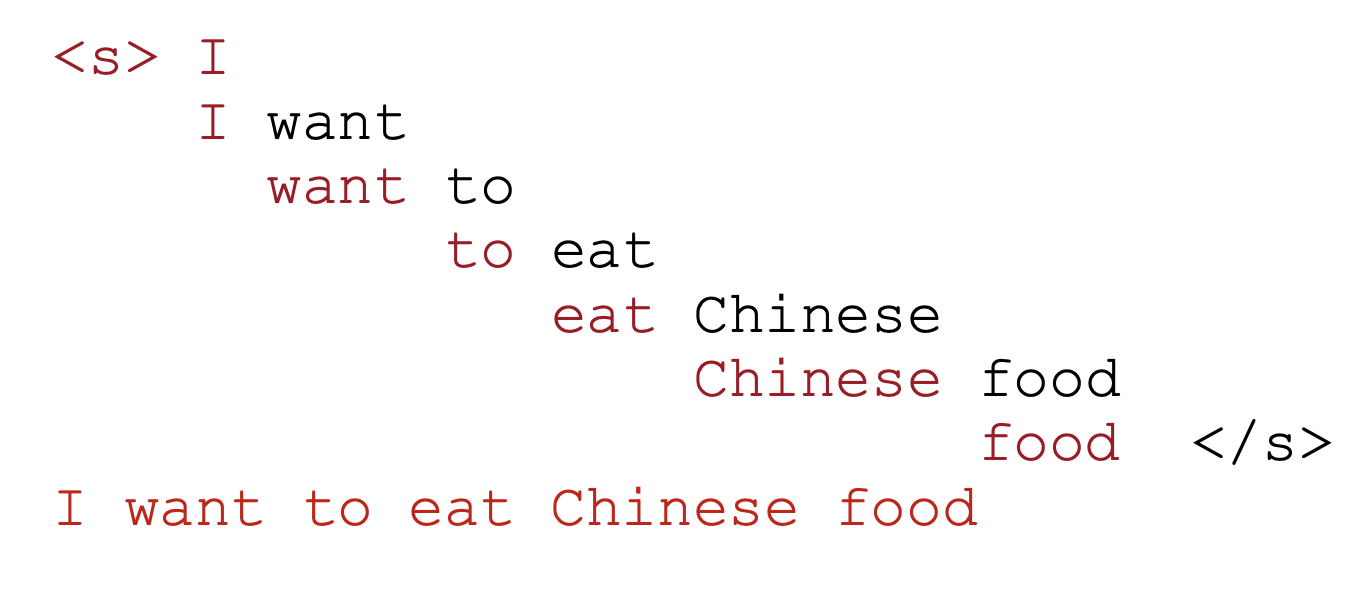 <s> I
I want
want to
to eat
eat Chinese
Chinese food
food </s>
I want to eat Chinese food